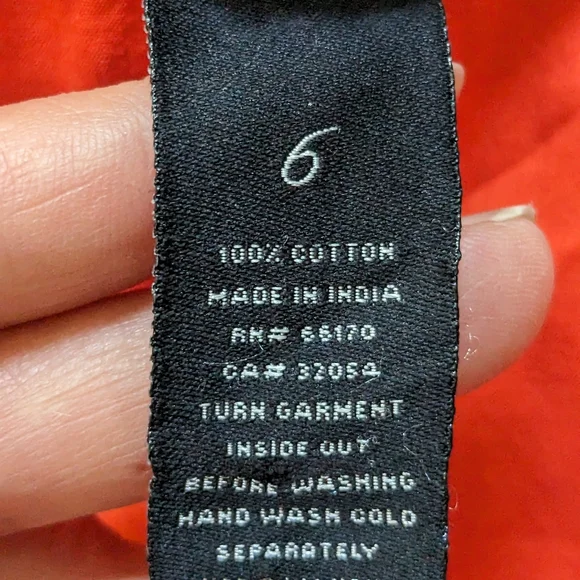 6
100% COTTON
MADE IN INDIA
RN# 66170
CA# 32054
TURN GARMENT
INSIDE OUT
BEFORE WASHING
HAND WASH COLD
SEPARATELY